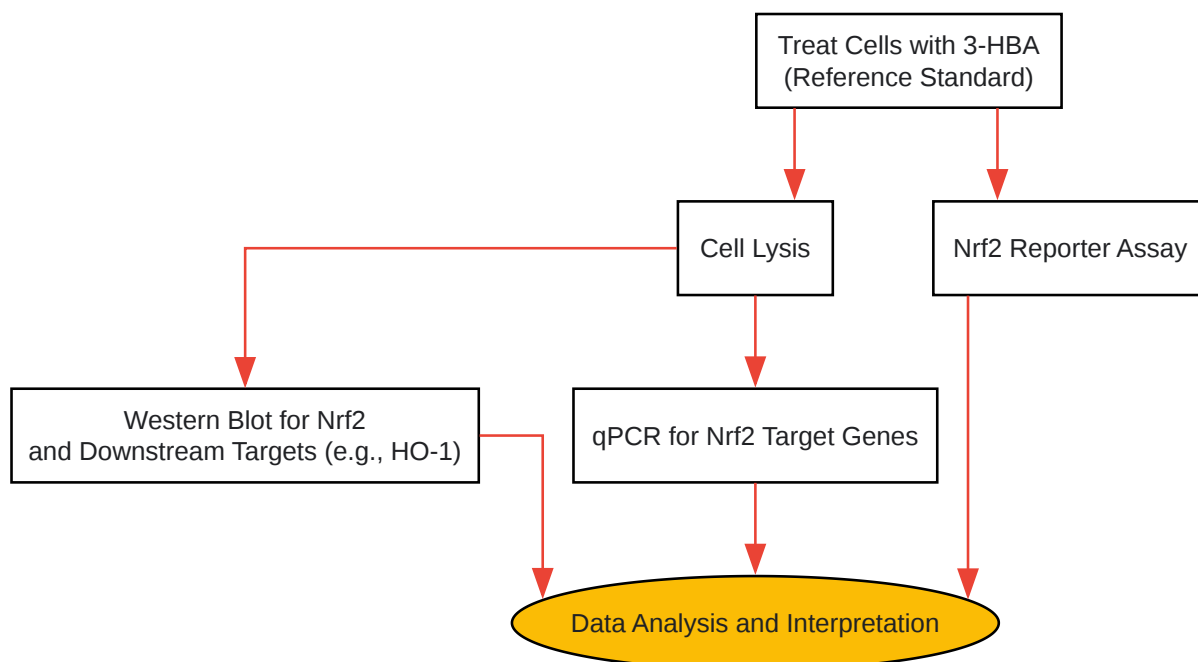 Treat Cells with 3-HBA
(Reference Standard)
Cell Lysis
Nrf2 Reporter Assay
Western Blot for Nrf2
and Downstream Targets (e.g., HO-1)
qPCR for Nrf2 Target Genes
Data Analysis and Interpretation